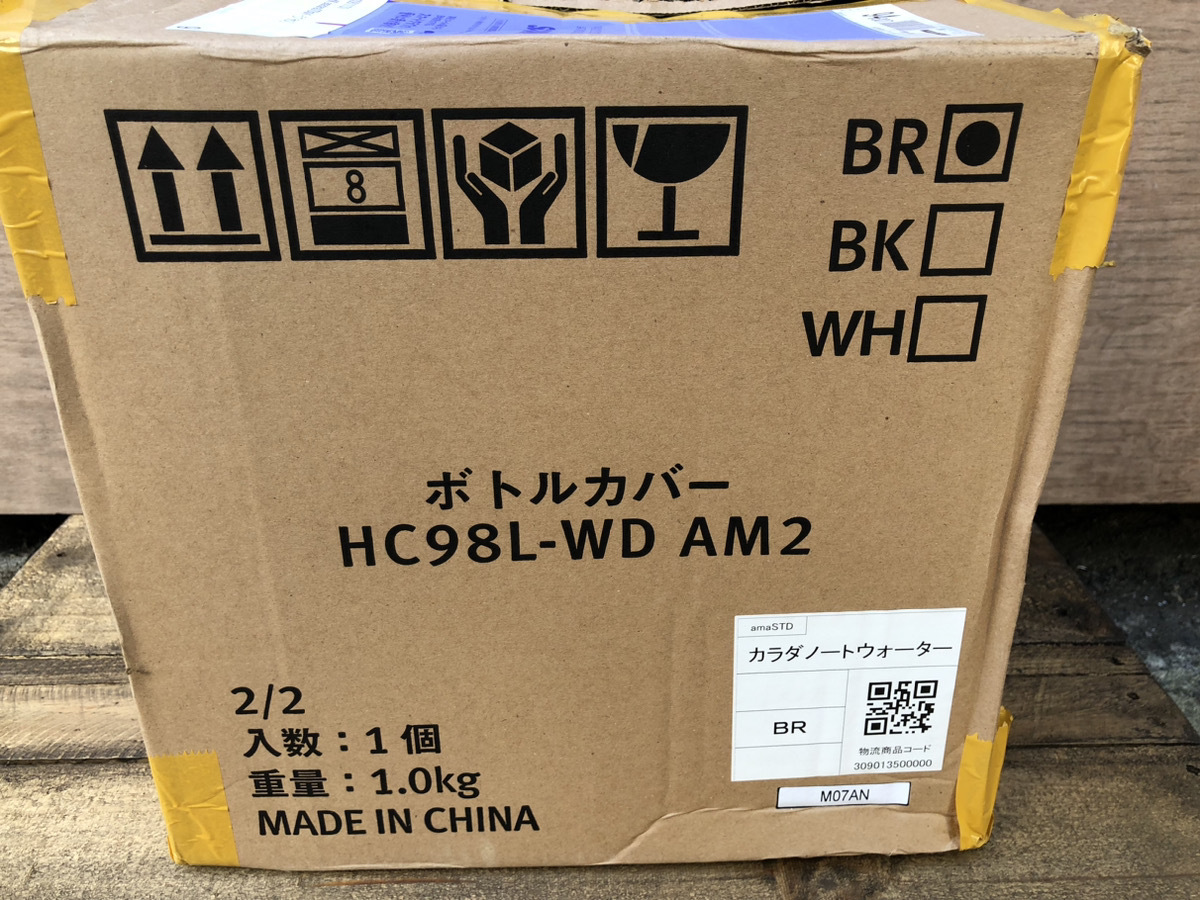 8
BR
BK
WH
ボトルカバー
HC98L-WD AM2
2/2
入数：1個
重量：1.0kg
MADE IN CHINA
amaSTD
カラダノートウォーター
BR
物流商品コード
309013500000
M07AN